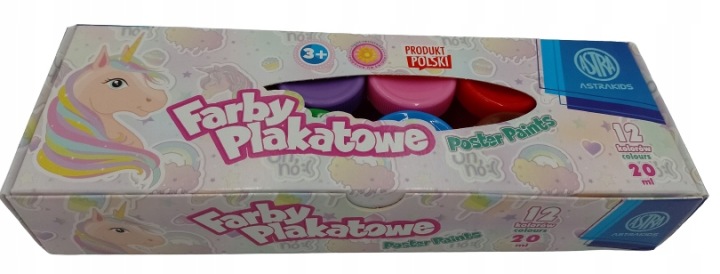 3+
PRODUKT
POLSKI
ASTRA
ASTRAKIDS
Farby
Plakatowe
Poster Paints
12
kolorów
colours
20
ml
Farby
Plakatowe
Poster Paints
12
kolorów
colours
20
ml
ASTRA
ASTRAKIDS